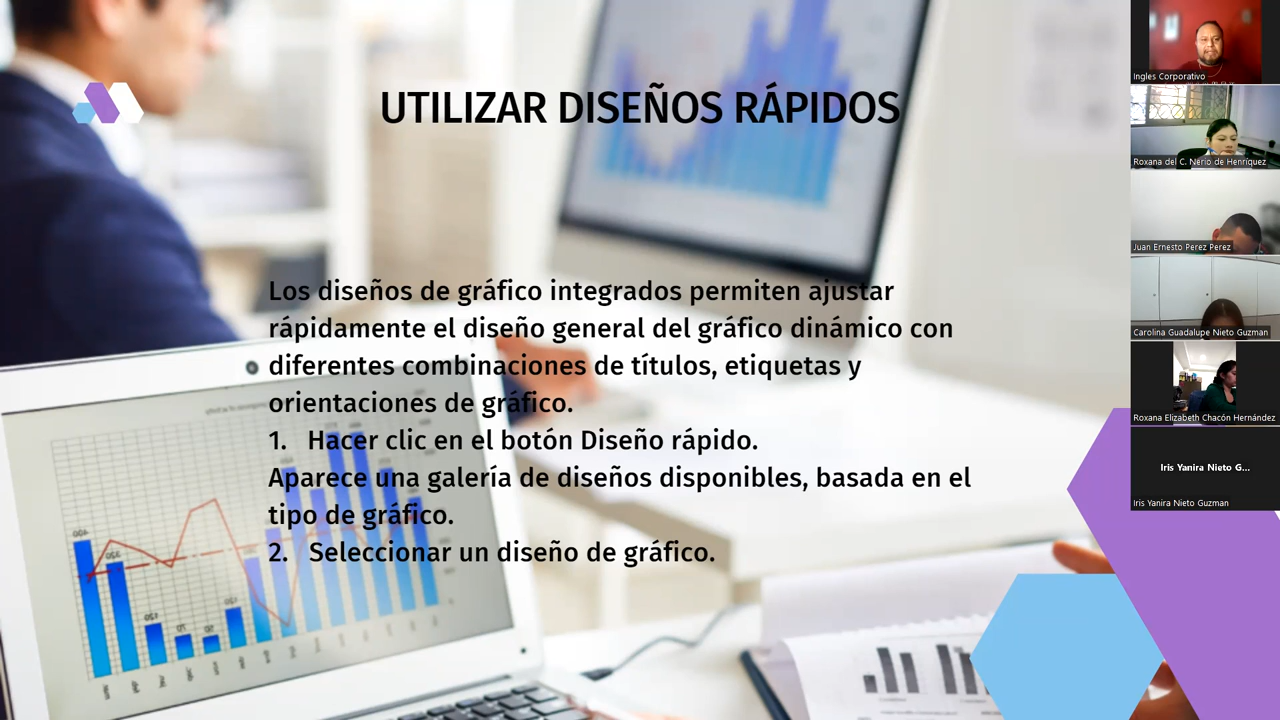 UTILIZAR DISEÑOS RÁPIDOS
Los diseños de gráfico integrados permiten ajustar
rápidamente el diseño general del gráfico dinámico con
diferentes combinaciones de títulos, etiquetas y
orientaciones de gráfico.
1. Hacer clic en el botón Diseño rápido.
Aparece una galería de diseños disponibles, basada en el
tipo de gráfico.
2. Seleccionar un diseño de gráfico.
Ingles Corporativo
Roxana del C. Nerio de Henríquez
Juan Ernesto Perez Perez
Carolina Guadalupe Nieto Guzman
Roxana Elizabeth Chacón Hernández
Iris Yanira Nieto G...
Iris Yanira Nieto Guzman